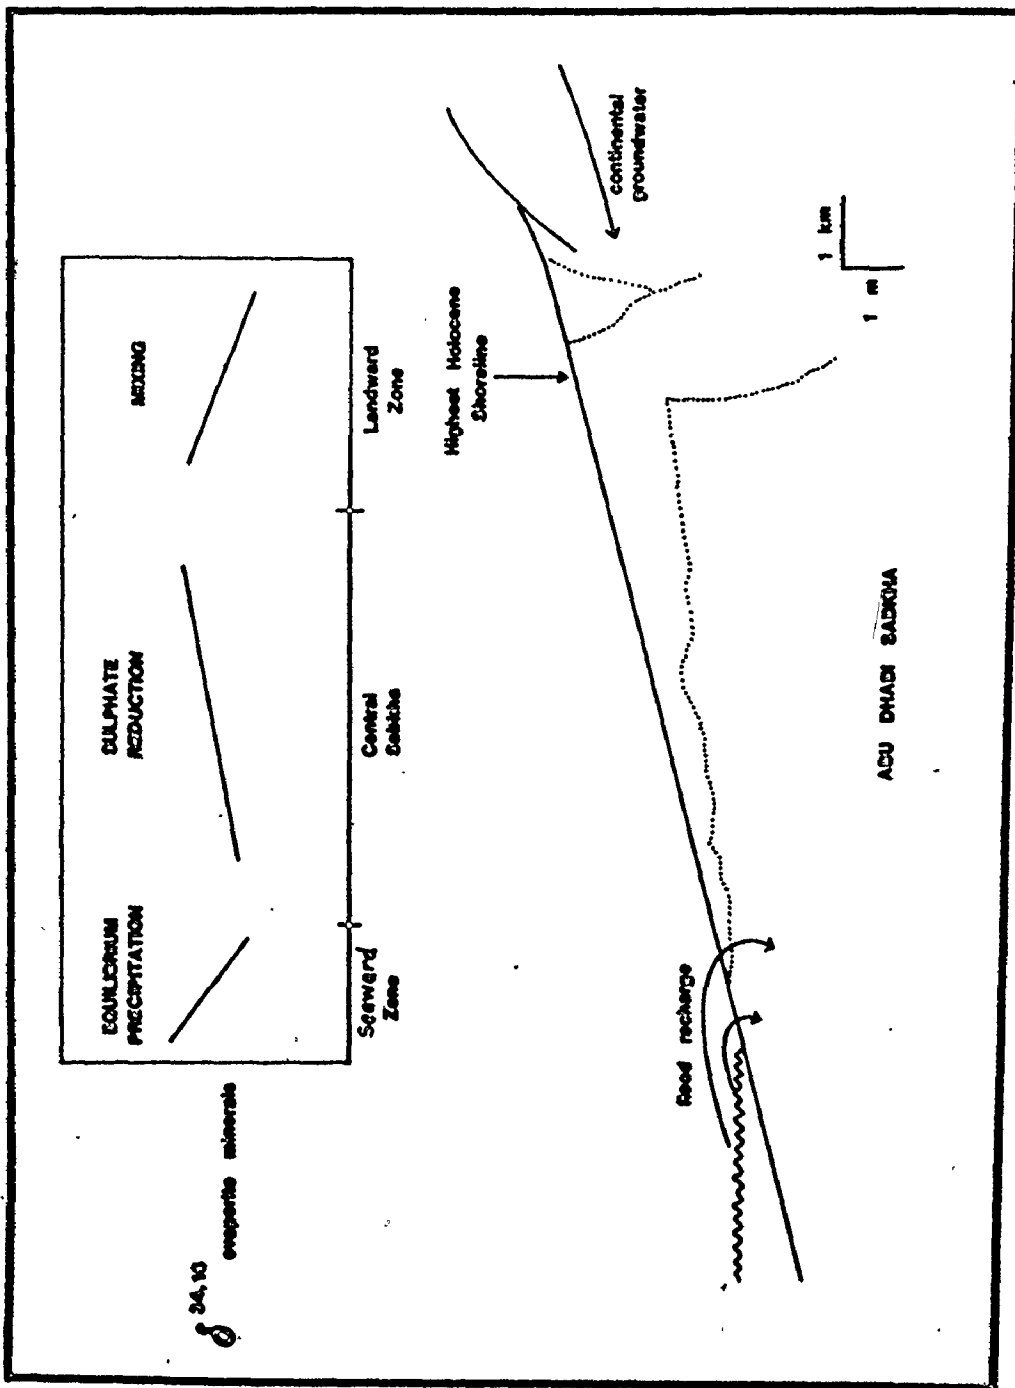 EQUILIBRIUM
PRECIPITATION
SULPHATE
REDUCTION
MIXING
δ 34,18
evaporite minerals
Seaward
Zone
Central
Sabkha
Landward
Zone
Highest Holocene
Shoreline
continental
groundwater
flood recharge
1 km
1 m
ABU DHABI SABKHA